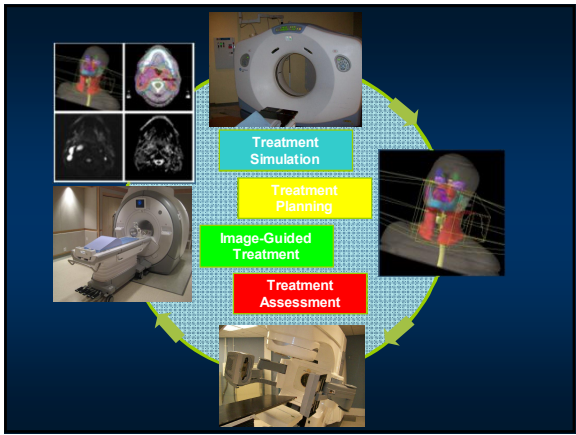 Treatment
Simulation
Treatment
Planning
Image-Guided
Treatment
Treatment
Assessment